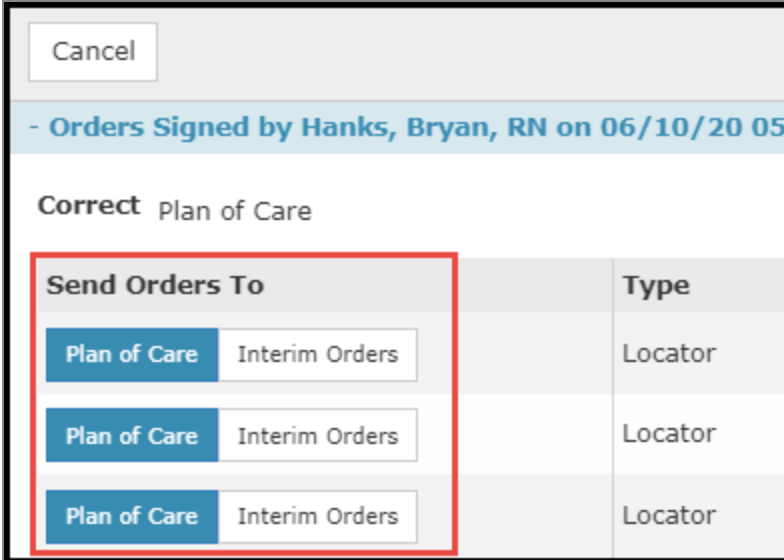 Cancel
- Orders Signed by Hanks, Bryan, RN on 06/10/20 05
Correct Plan of Care
Send Orders To Type
Plan of Care Interim Orders Locator
Plan of Care Interim Orders Locator
Plan of Care Interim Orders Locator